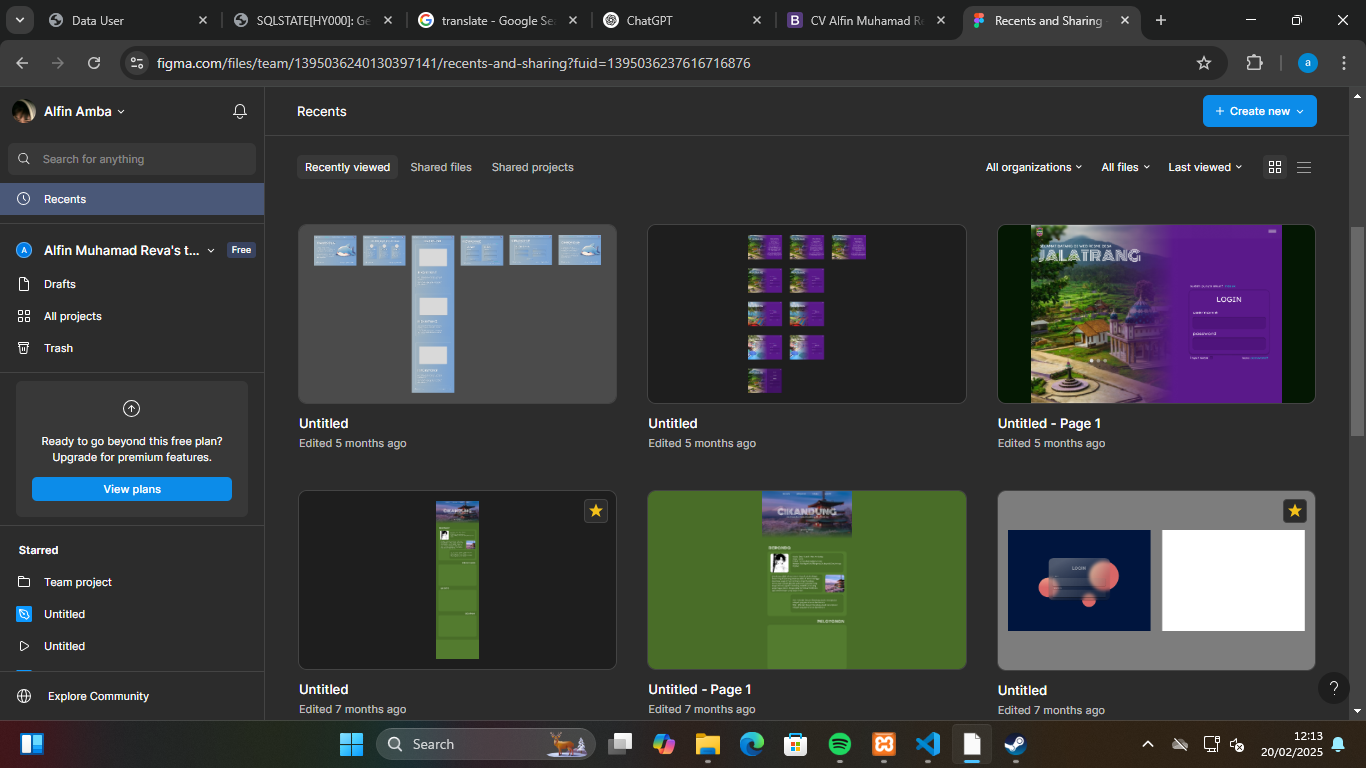 Data User
SQLSTATE[HY000]: Ge
translate - Google Se
ChatGPT
CV Alfin Muhamad Re
Recents and Sharing
figma.com/files/team/1395036240130397141/recents-and-sharing?fuid=1395036237616716876
a
Alfin Amba
Search for anything
Recents
A
Alfin Muhamad Reva's t...
Free
Drafts
All projects
Trash
Ready to go beyond this free plan?
Upgrade for premium features.
View plans
Starred
Team project
Untitled
Untitled
Explore Community
Recents
+ Create new
Recently viewed
Shared files
Shared projects
All organizations
All files
Last viewed
JALATRANG
LOGIN
username
password
Untitled
Edited 5 months ago
Untitled
Edited 5 months ago
Untitled - Page 1
Edited 5 months ago
CIKANDUNG
CIKANDUNG
LOGIN
Untitled
Edited 7 months ago
Untitled - Page 1
Edited 7 months ago
Untitled
Edited 7 months ago
?
Search
12:13
20/02/2025